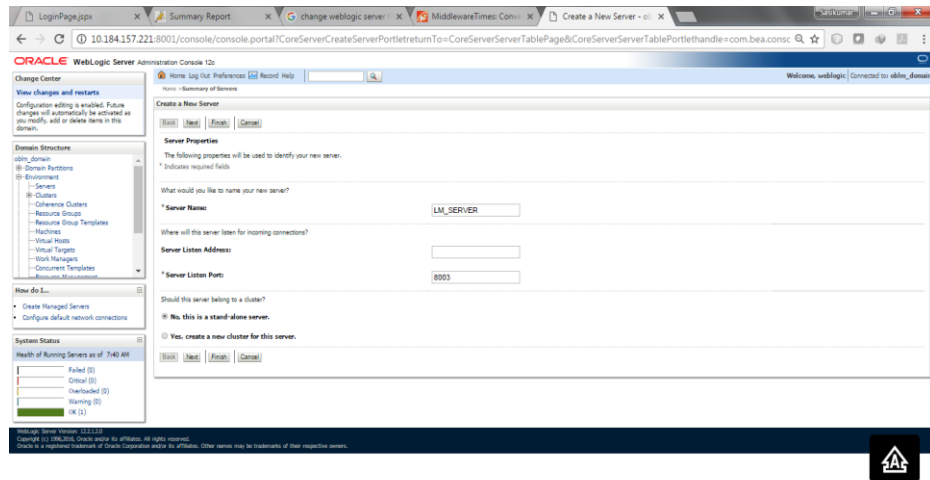 LoginPage.jspx
Summary Report
change weblogic server
MiddlewareTimes: Conve
Create a New Server - ob
Sasikumar
10.184.157.221:8001/console/console.portal?CoreServerCreateServerPortletreturnTo=CoreServerServerTablePage&CoreServerServerTablePortlethandle=com.bea.consc
ORACLE WebLogic Server Administration Console 12c
Change Center
View changes and restarts
Configuration editing is enabled. Future
changes will automatically be activated as
you modify, add or delete items in this
domain.
Domain Structure
oblm_domain
Domain Partitions
Environment
Servers
Clusters
Coherence Clusters
Resource Groups
Resource Group Templates
Machines
Virtual Hosts
Virtual Targets
Work Managers
Concurrent Templates
Resource Management
How do I...
Create Managed Servers
Configure default network connections
System Status
Health of Running Servers as of 7:40 AM
Failed (0)
Critical (0)
Overloaded (0)
Warning (0)
OK (1)
Home Log Out Preferences Record Help
Welcome, weblogic Connected to: oblm_domain
Home >Summary of Servers
Create a New Server
Back Next Finish Cancel
Server Properties
The following properties will be used to identify your new server.
* Indicates required fields
What would you like to name your new server?
* Server Name: LM_SERVER
Where will this server listen for incoming connections?
Server Listen Address:
* Server Listen Port: 8003
Should this server belong to a cluster?
No, this is a stand-alone server.
Yes, create a new cluster for this server.
Back Next Finish Cancel
WebLogic Server Version: 12.2.1.2.0
Copyright (c) 1996,2016, Oracle and/or its affiliates. All rights reserved.
Oracle is a registered trademark of Oracle Corporation and/or its affiliates. Other names may be trademarks of their respective owners.